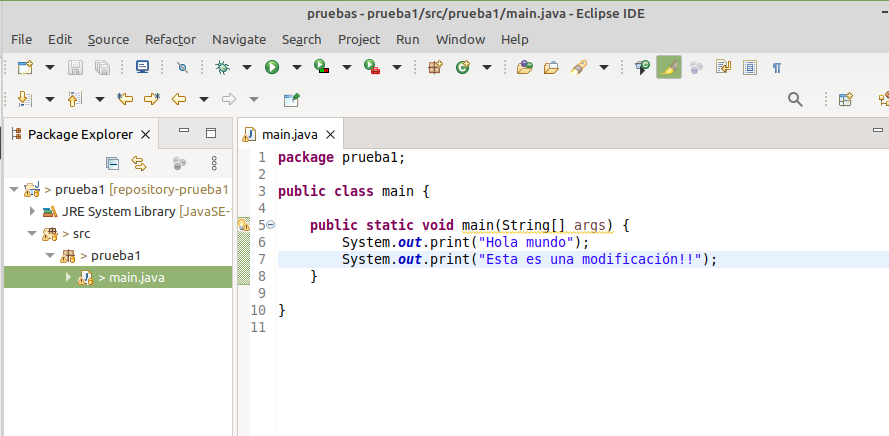 pruebas - prueba1/src/prueba1/main.java - Eclipse IDE
File Edit Source Refactor Navigate Search Project Run Window Help
Package Explorer
> prueba1 [repository-prueba1
JRE System Library [JavaSE-
> src
> prueba1
> main.java
main.java
1 package prueba1;
2
3 public class main {
4
5 public static void main(String[] args) {
6 System.out.print("Hola mundo");
7 System.out.print("Esta es una modificación!!");
8 }
9
10 }
11